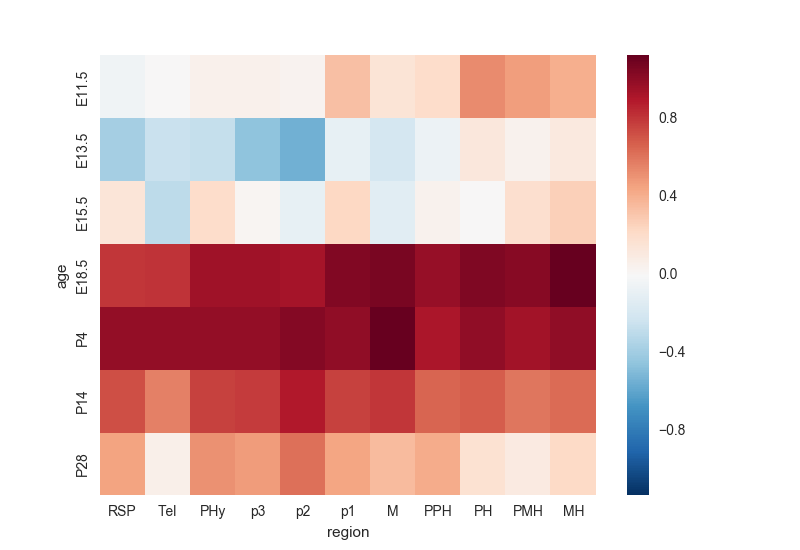 E11.5
E13.5
E15.5
E18.5
P4
P14
P28
age
RSP Tel PHy p3 p2 p1 M PPH PH PMH MH
region
0.8
0.4
0.0
−0.4
−0.8